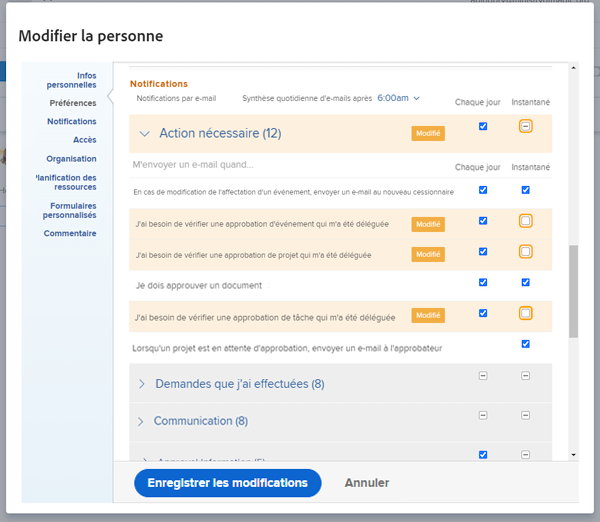 Modifier la personne
Infos
personnelles
Préférences
Notifications
Accès
Organisation
Planification des
ressources
Formulaires
personnalisés
Commentaire
Notifications
Notifications par e-mail Synthèse quotidienne d'e-mails après 6:00am
Chaque jour Instantané
Action nécessaire (12) Modifié
M'envoyer un e-mail quand... Chaque jour Instantané
En cas de modification de l'affectation d'un événement, envoyer un e-mail au nouveau cessionnaire
J'ai besoin de vérifier une approbation d'événement qui m'a été déléguée Modifié
J'ai besoin de vérifier une approbation de projet qui m'a été déléguée Modifié
Je dois approuver un document
J'ai besoin de vérifier une approbation de tâche qui m'a été déléguée Modifié
Lorsqu'un projet est en attente d'approbation, envoyer un e-mail à l'approbateur
Demandes que j'ai effectuées (8)
Communication (8)
Approval Information (5)
Enregistrer les modifications Annuler